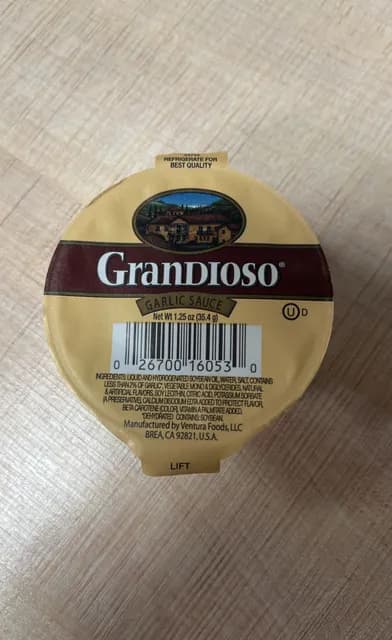 REFRIGERATE FOR
BEST QUALITY
GRANDIOSO®
GARLIC SAUCE
Net Wt 1.25 oz (35.4 g)
U D
0 26700 16053 0
INGREDIENTS: LIQUID AND HYDROGENATED SOYBEAN OIL, WATER, SALT, CONTAINS
LESS THAN 2% OF GARLIC*, VEGETABLE MONO & DIGLYCERIDES, NATURAL
& ARTIFICIAL FLAVORS, SOY LECITHIN, CITRIC ACID, POTASSIUM SORBATE
(A PRESERVATIVE), CALCIUM DISODIUM EDTA ADDED TO PROTECT FLAVOR,
BETA CAROTENE (COLOR), VITAMIN A PALMITATE ADDED.
*DEHYDRATED CONTAINS: SOYBEAN.
Manufactured by Ventura Foods, LLC
BREA, CA 92821, U.S.A.
LIFT